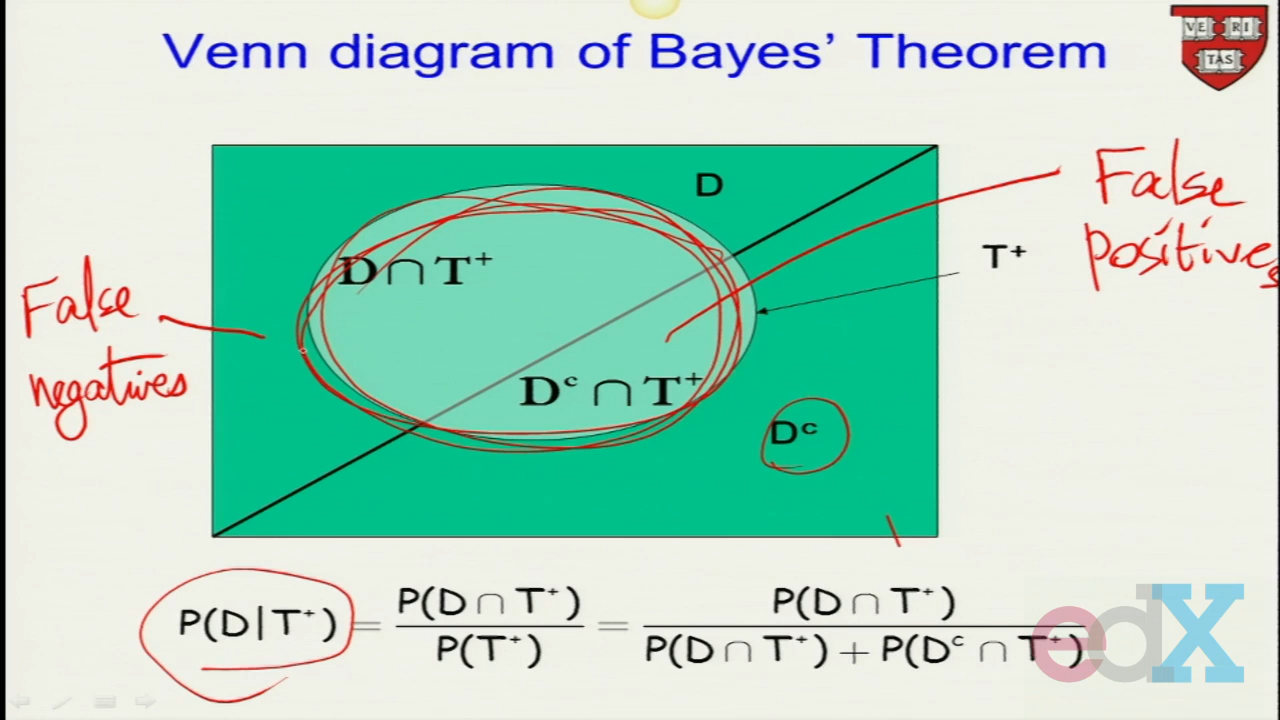 Venn diagram of Bayes' Theorem
VE RI
TAS
D
False
positives
T⁺
D ∩ T⁺
False
negatives
Dᶜ ∩ T⁺
Dᶜ
P(D|T⁺) = P(D ∩ T⁺) / P(T⁺) = P(D ∩ T⁺) / P(D ∩ T⁺) + P(Dᶜ ∩ T⁺)
edX